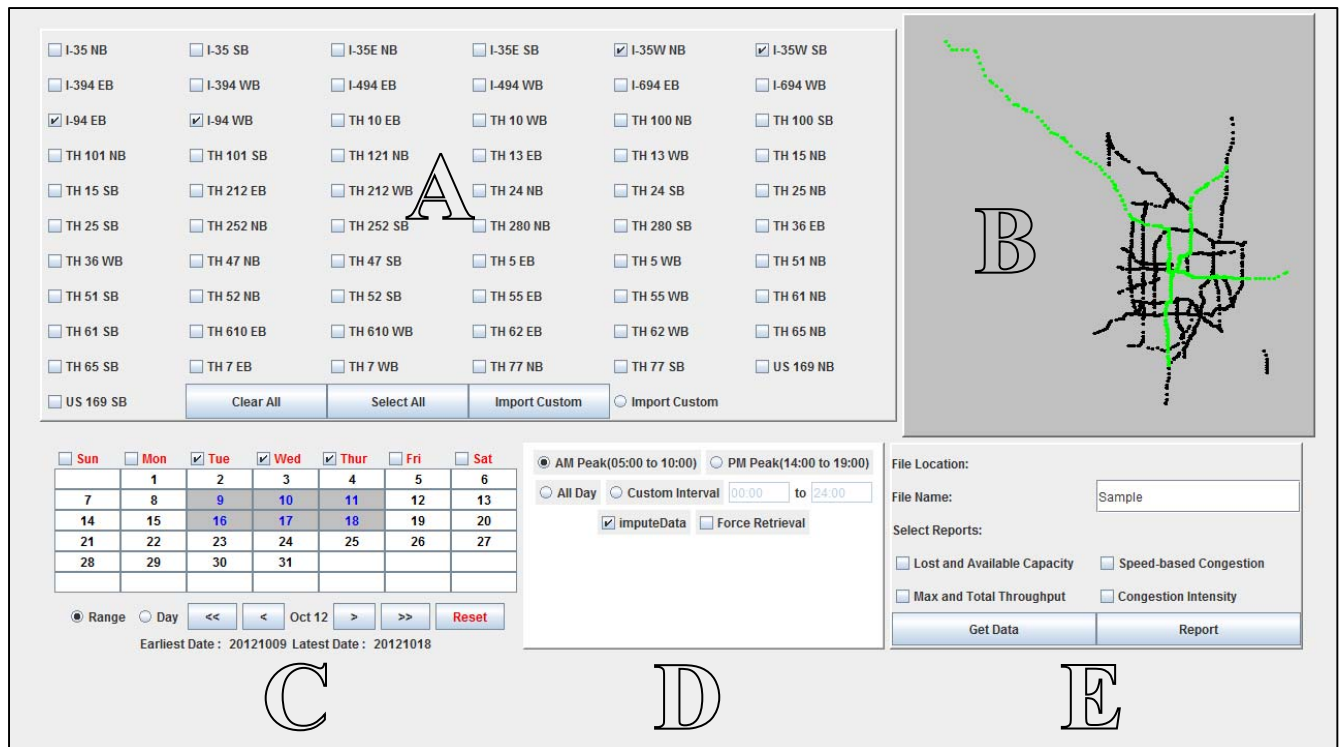 I-35 NB I-35 SB I-35E NB I-35E SB I-35W NB I-35W SB
I-394 EB I-394 WB I-494 EB I-494 WB I-694 EB I-694 WB
I-94 EB I-94 WB TH 10 EB TH 10 WB TH 100 NB TH 100 SB
TH 101 NB TH 101 SB TH 121 NB TH 13 EB TH 13 WB TH 15 NB
TH 15 SB TH 212 EB TH 212 WB TH 24 NB TH 24 SB TH 25 NB
A
TH 25 SB TH 252 NB TH 252 SB TH 280 NB TH 280 SB TH 36 EB
B
TH 36 WB TH 47 NB TH 47 SB TH 5 EB TH 5 WB TH 51 NB
TH 51 SB TH 52 NB TH 52 SB TH 55 EB TH 55 WB TH 61 NB
TH 61 SB TH 610 EB TH 610 WB TH 62 EB TH 62 WB TH 65 NB
TH 65 SB TH 7 EB TH 7 WB TH 77 NB TH 77 SB US 169 NB
US 169 SB Clear All Select All Import Custom Import Custom
Sun Mon Tue Wed Thur Fri Sat
1 2 3 4 5 6
7 8 9 10 11 12 13
14 15 16 17 18 19 20
21 22 23 24 25 26 27
28 29 30 31
Range Day << < Oct 12 > >> Reset
Earliest Date : 20121009 Latest Date : 20121018
C
AM Peak(05:00 to 10:00) PM Peak(14:00 to 19:00)
All Day Custom Interval 00:00 to 24:00
imputeData Force Retrieval
D
File Location:
File Name: Sample
Select Reports:
Lost and Available Capacity Speed-based Congestion
Max and Total Throughput Congestion Intensity
Get Data Report
E